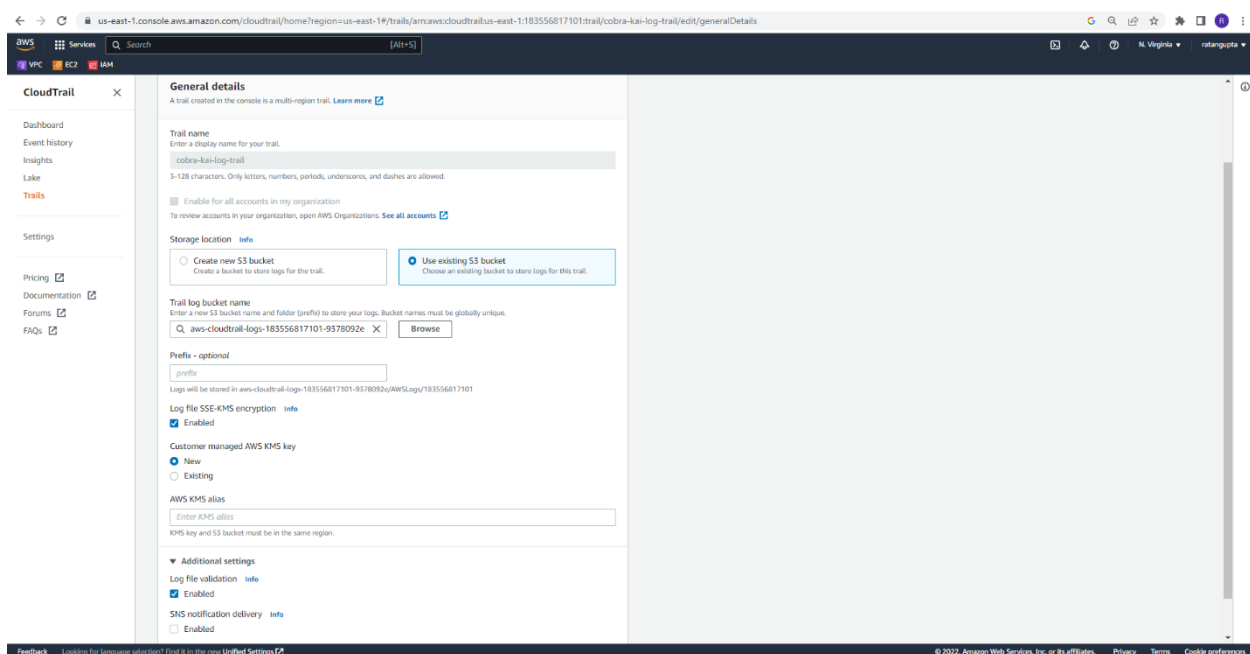 us-east-1.console.aws.amazon.com/cloudtrail/home?region=us-east-1#/trails/arn:aws:cloudtrail:us-east-1:183556817101:trail/cobra-kai-log-trail/edit/generalDetails
aws Services Search [Alt+S] N. Virginia ratangupta
VPC EC2 IAM
CloudTrail
Dashboard
Event history
Insights
Lake
Trails
Settings
Pricing
Documentation
Forums
FAQs
General details
A trail created in the console is a multi-region trail. Learn more
Trail name
Enter a display name for your trail.
cobra-kai-log-trail
3-128 characters. Only letters, numbers, periods, underscores, and dashes are allowed.
Enable for all accounts in my organization
To review accounts in your organization, open AWS Organizations. See all accounts
Storage location Info
Create new S3 bucket
Create a bucket to store logs for the trail.
Use existing S3 bucket
Choose an existing bucket to store logs for this trail.
Trail log bucket name
Enter a new S3 bucket name and folder (prefix) to store your logs. Bucket names must be globally unique.
aws-cloudtrail-logs-183556817101-9378092e Browse
Prefix - optional
prefix
Logs will be stored in aws-cloudtrail-logs-183556817101-9378092e/AWSLogs/183556817101
Log file SSE-KMS encryption Info
Enabled
Customer managed AWS KMS key
New
Existing
AWS KMS alias
Enter KMS alias
KMS key and S3 bucket must be in the same region.
Additional settings
Log file validation Info
Enabled
SNS notification delivery Info
Enabled
Feedback Looking for language selection? Find it in the new Unified Settings © 2022, Amazon Web Services, Inc. or its affiliates. Privacy Terms Cookie preferences